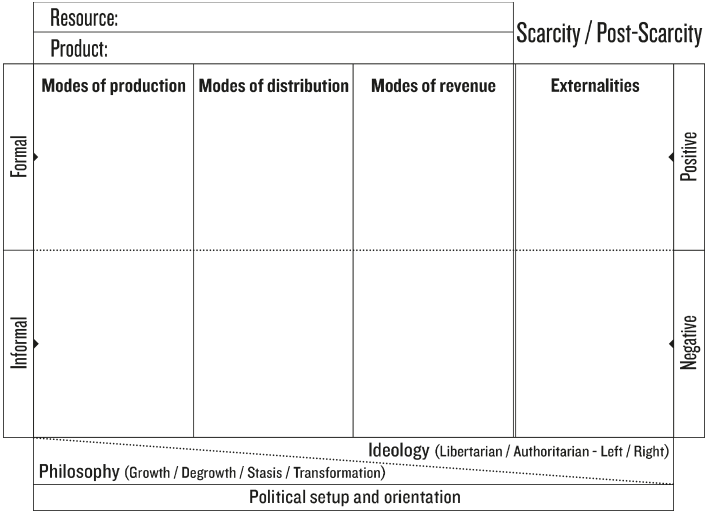 Resource:
Scarcity / Post-Scarcity
Product:
Modes of production
Modes of distribution
Modes of revenue
Externalities
Formal
Positive
Informal
Negative
Ideology (Libertarian / Authoritarian - Left / Right)
Philosophy (Growth / Degrowth / Stasis / Transformation)
Political setup and orientation